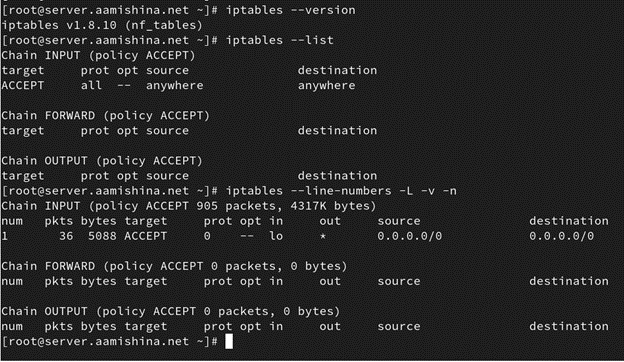 [root@server.aamishina.net ~]# iptables --version
iptables v1.8.10 (nf_tables)
[root@server.aamishina.net ~]# iptables --list
Chain INPUT (policy ACCEPT)
target     prot opt source               destination
ACCEPT     all  --  anywhere             anywhere

Chain FORWARD (policy ACCEPT)
target     prot opt source               destination

Chain OUTPUT (policy ACCEPT)
target     prot opt source               destination
[root@server.aamishina.net ~]# iptables --line-numbers -L -v -n
Chain INPUT (policy ACCEPT 905 packets, 4317K bytes)
num   pkts bytes target     prot opt in     out     source               destination
1       36  5088 ACCEPT     0    --  lo     *       0.0.0.0/0            0.0.0.0/0

Chain FORWARD (policy ACCEPT 0 packets, 0 bytes)
num   pkts bytes target     prot opt in     out     source               destination

Chain OUTPUT (policy ACCEPT 0 packets, 0 bytes)
num   pkts bytes target     prot opt in     out     source               destination
[root@server.aamishina.net ~]#